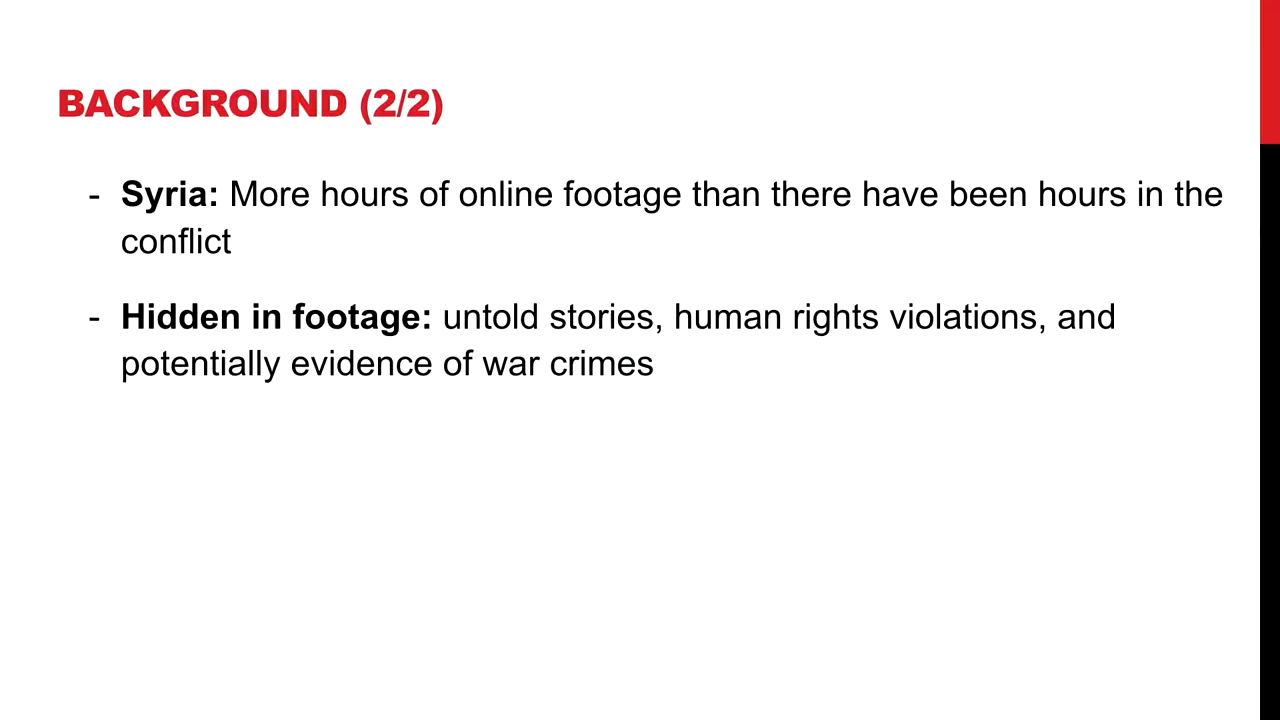 BACKGROUND (2/2)
- Syria: More hours of online footage than there have been hours in the
conflict
- Hidden in footage: untold stories, human rights violations, and
potentially evidence of war crimes